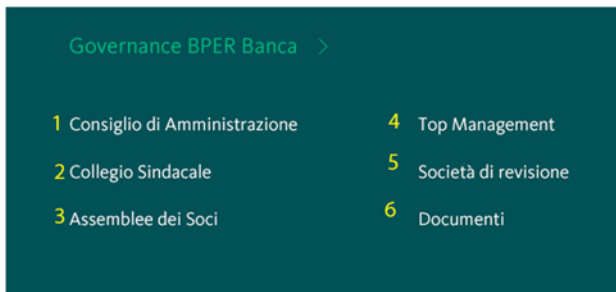 Governance BPER Banca >
1 Consiglio di Amministrazione
2 Collegio Sindacale
3 Assemblee dei Soci
4 Top Management
5 Società di revisione
6 Documenti